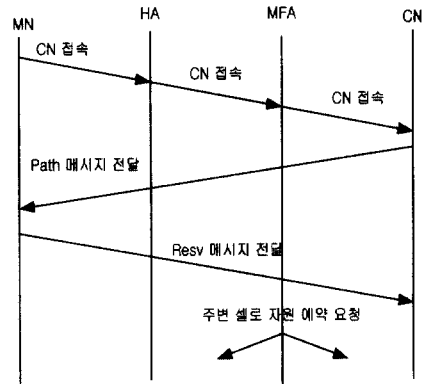 MN HA MFA CN
CN 접속
CN 접속
CN 접속
Path 메시지 전달
Resv 메시지 전달
주변 셀로 자원 예약 요청